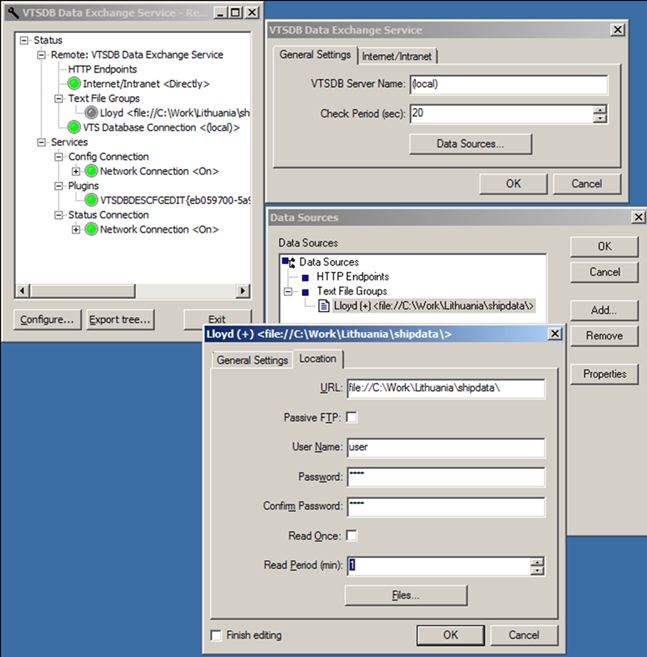 VTSDB Data Exchange Service - Re...
Status
Remote: VTSDB Data Exchange Service
HTTP Endpoints
Internet/Intranet <Directly>
Text File Groups
Lloyd <file://C:\Work\Lithuania\sh
VTS Database Connection <(local)>
Services
Config Connection
Network Connection <On>
Plugins
VTSDBDESCFGEDIT{eb059700-5a9
Status Connection
Network Connection <On>
Configure... Export tree... Exit
VTSDB Data Exchange Service
General Settings Internet/Intranet
VTSDB Server Name: (local)
Check Period (sec): 20
Data Sources...
OK Cancel
Data Sources
Data Sources
Data Sources
HTTP Endpoints
Text File Groups
Lloyd (+) <file://C:\Work\Lithuania\shipdata\>
OK
Cancel
Add...
Remove
Properties
Lloyd (+) <file://C:\Work\Lithuania\shipdata\>
General Settings Location
URL: file://C:\Work\Lithuania\shipdata\
Passive FTP:
User Name: user
Password: ****
Confirm Password: ****
Read Once:
Read Period (min): 1
Files...
Finish editing OK Cancel